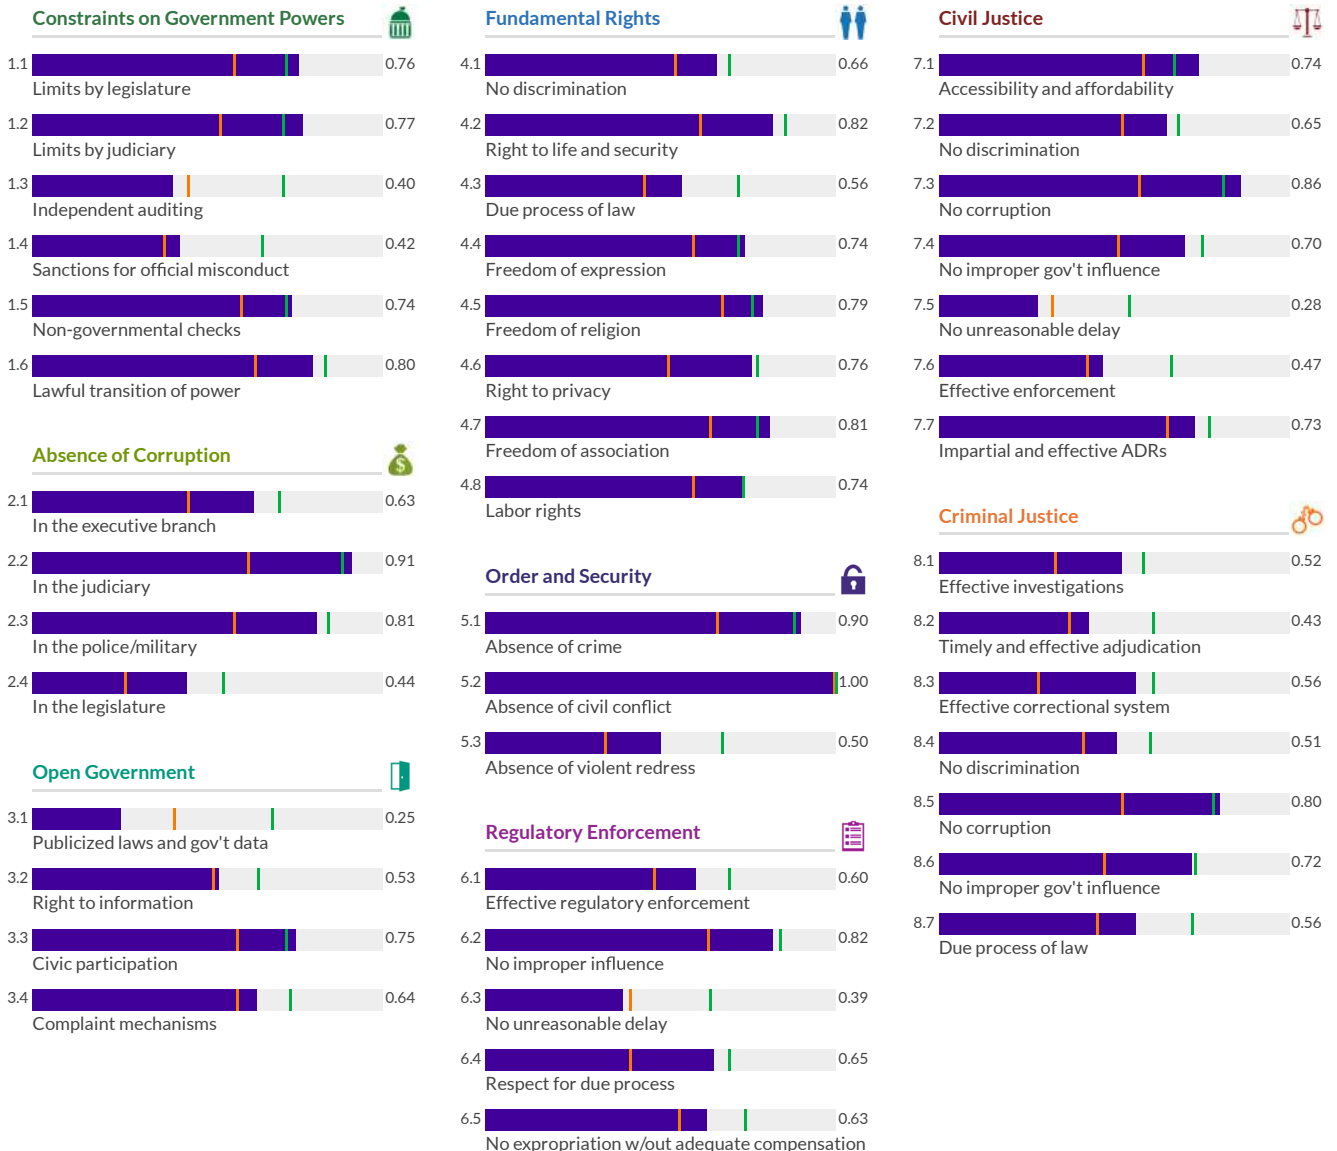 Constraints on Government Powers
1.1 0.76
Limits by legislature
1.2 0.77
Limits by judiciary
1.3 0.40
Independent auditing
1.4 0.42
Sanctions for official misconduct
1.5 0.74
Non-governmental checks
1.6 0.80
Lawful transition of power
Absence of Corruption
$
2.1 0.63
In the executive branch
2.2 0.91
In the judiciary
2.3 0.81
In the police/military
2.4 0.44
In the legislature
Open Government
3.1 0.25
Publicized laws and gov't data
3.2 0.53
Right to information
3.3 0.75
Civic participation
3.4 0.64
Complaint mechanisms
Fundamental Rights
4.1 0.66
No discrimination
4.2 0.82
Right to life and security
4.3 0.56
Due process of law
4.4 0.74
Freedom of expression
4.5 0.79
Freedom of religion
4.6 0.76
Right to privacy
4.7 0.81
Freedom of association
4.8 0.74
Labor rights
Order and Security
5.1 0.90
Absence of crime
5.2 1.00
Absence of civil conflict
5.3 0.50
Absence of violent redress
Regulatory Enforcement
6.1 0.60
Effective regulatory enforcement
6.2 0.82
No improper influence
6.3 0.39
No unreasonable delay
6.4 0.65
Respect for due process
6.5 0.63
No expropriation w/out adequate compensation
Civil Justice
7.1 0.74
Accessibility and affordability
7.2 0.65
No discrimination
7.3 0.86
No corruption
7.4 0.70
No improper gov't influence
7.5 0.28
No unreasonable delay
7.6 0.47
Effective enforcement
7.7 0.73
Impartial and effective ADRs
Criminal Justice
8.1 0.52
Effective investigations
8.2 0.43
Timely and effective adjudication
8.3 0.56
Effective correctional system
8.4 0.51
No discrimination
8.5 0.80
No corruption
8.6 0.72
No improper gov't influence
8.7 0.56
Due process of law